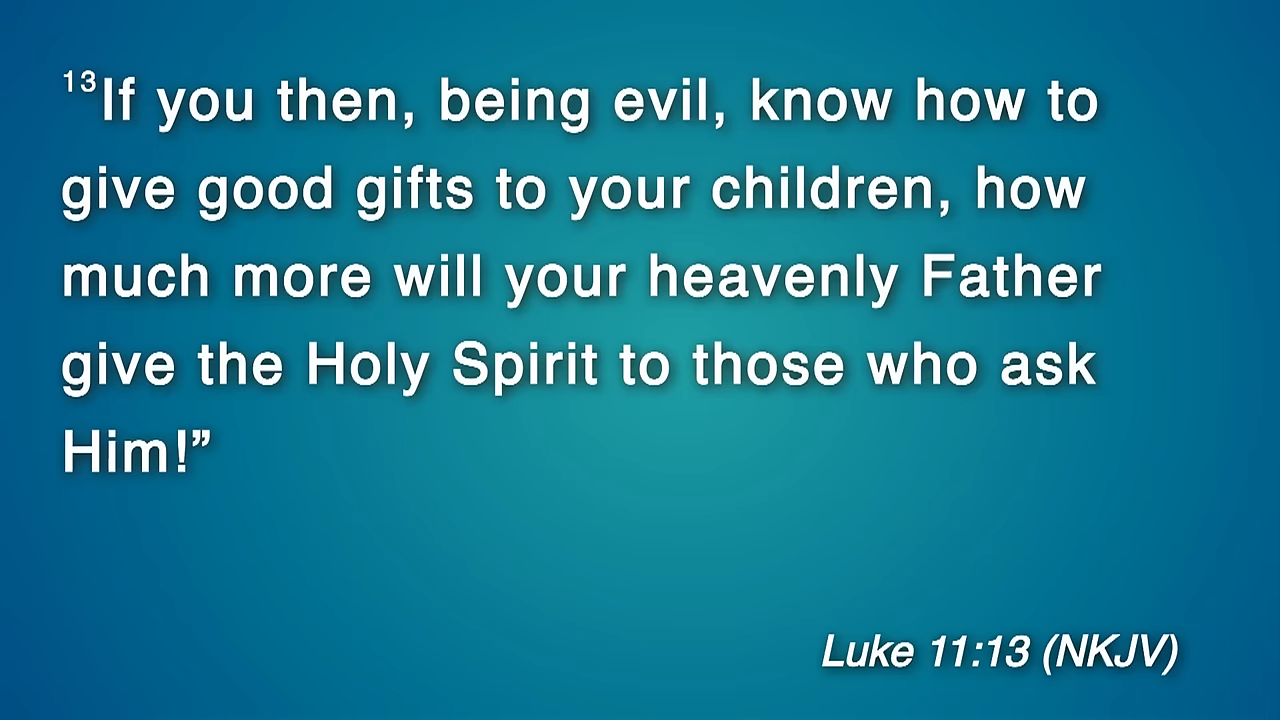 13If you then, being evil, know how to
give good gifts to your children, how
much more will your heavenly Father
give the Holy Spirit to those who ask
Him!”
Luke 11:13 (NKJV)